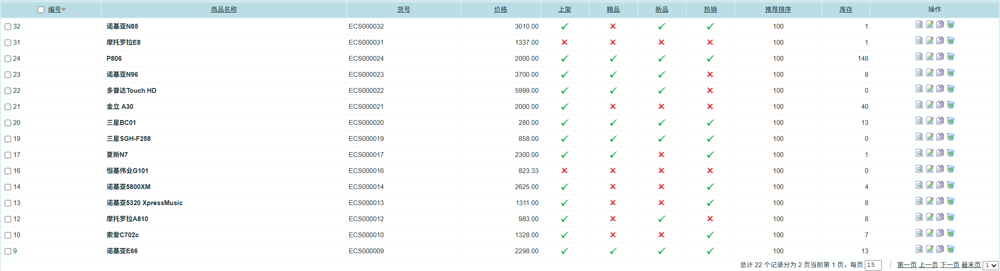 编号 商品名称 货号 价格 上架 精品 新品 热销 推荐排序 库存 操作
32 诺基亚N85 ECS000032 3010.00 100 1
31 摩托罗拉E8 ECS000031 1337.00 100 1
24 P806 ECS000024 2000.00 100 148
23 诺基亚N96 ECS000023 3700.00 100 8
22 多普达Touch HD ECS000022 5999.00 100 0
21 金立 A30 ECS000021 2000.00 100 40
20 三星BC01 ECS000020 280.00 100 13
19 三星SGH-F258 ECS000019 858.00 100 0
17 夏新N7 ECS000017 2300.00 100 1
16 恒基伟业G101 ECS000016 823.33 100 0
14 诺基亚5800XM ECS000014 2625.00 100 4
13 诺基亚5320 XpressMusic ECS000013 1311.00 100 8
12 摩托罗拉A810 ECS000012 983.00 100 8
10 索爱C702c ECS000010 1328.00 100 7
9 诺基亚E66 ECS000009 2298.00 100 13
总计 22 个记录分为 2 页当前第 1 页，每页 15 | 第一页 上一页 下一页 最末页 1